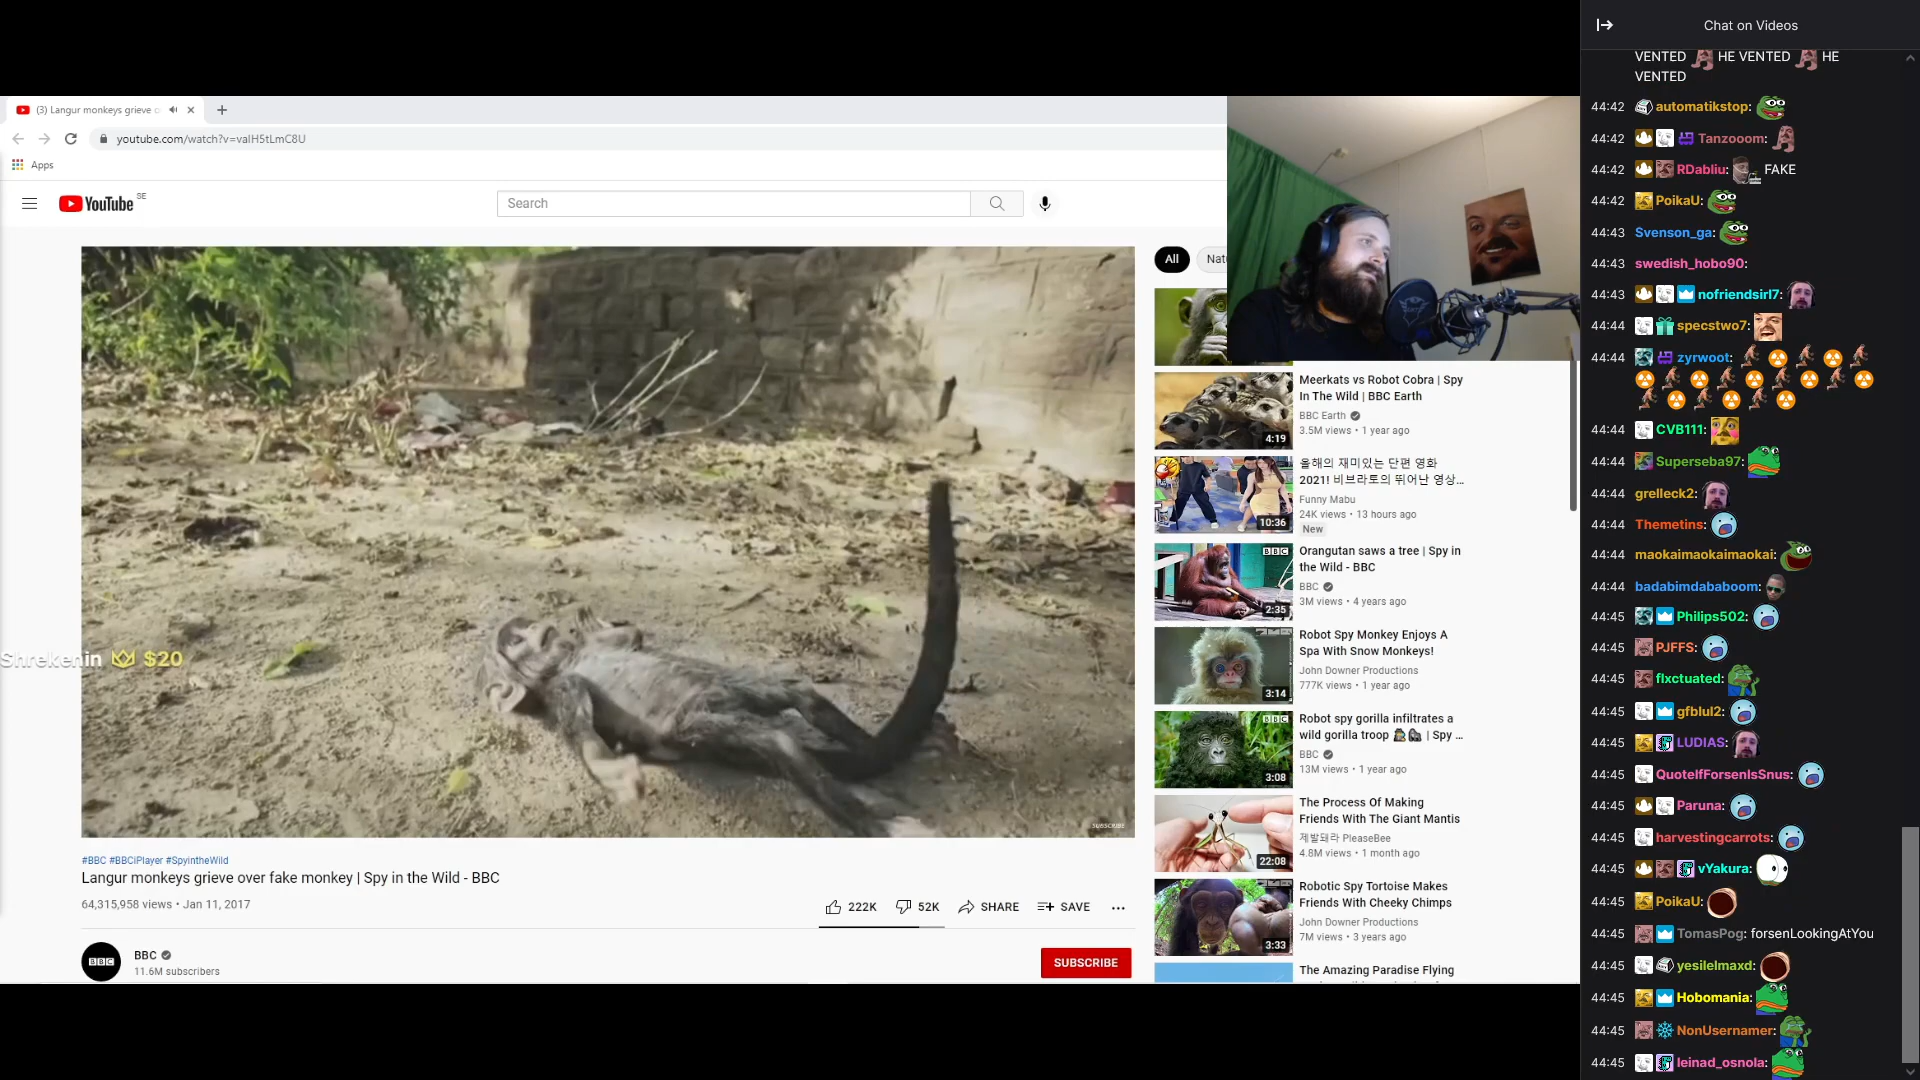 (3) Langur monkeys grieve o
youtube.com/watch?v=vaIH5tLmC8U
Apps
YouTube SE
Search
All
Natu
SUBSCRIBE
Shrekenin $20
#BBC #BBCiPlayer #SpyintheWild
Langur monkeys grieve over fake monkey | Spy in the Wild - BBC
64,315,958 views • Jan 11, 2017
222K
52K
SHARE
SAVE
BBC
BBC
11.6M subscribers
SUBSCRIBE
4:19
Meerkats vs Robot Cobra | Spy
In The Wild | BBC Earth
BBC Earth
3.5M views • 1 year ago
10:36
올해의 재미있는 단편 영화
2021! 비브라토의 뛰어난 영상...
Funny Mabu
24K views • 13 hours ago
New
BBC
2:35
Orangutan saws a tree | Spy in
the Wild - BBC
BBC
3M views • 4 years ago
3:14
Robot Spy Monkey Enjoys A
Spa With Snow Monkeys!
John Downer Productions
777K views • 1 year ago
BBC
3:08
Robot spy gorilla infiltrates a
wild gorilla troop | Spy ...
BBC
13M views • 1 year ago
22:08
The Process Of Making
Friends With The Giant Mantis
제발돼라 PleaseBee
4.8M views • 1 month ago
3:33
Robotic Spy Tortoise Makes
Friends With Cheeky Chimps
John Downer Productions
7M views • 3 years ago
The Amazing Paradise Flying
Chat on Videos
VENTED HE VENTED HE
VENTED
44:42 automatikstop:
44:42 Tanzooom:
44:42 RDabliu: FAKE
44:42 PoikaU:
44:43 Svenson_ga:
44:43 swedish_hobo90:
44:43 nofriendsirl7:
44:44 specstwo7:
44:44 zyrwoot:
44:44 CVB111:
44:44 Superseba97:
44:44 grelleck2:
44:44 Themetins:
44:44 maokaimaokaimaokai:
44:44 badabimdababoom:
44:45 Philips502:
44:45 PJFFS:
44:45 flxctuated:
44:45 gfblul2:
44:45 LUDIAS:
44:45 QuoteIfForsenIsSnus:
44:45 Paruna:
44:45 harvestingcarrots:
44:45 vYakura:
44:45 PoikaU:
44:45 TomasPog: forsenLookingAtYou
44:45 yesilelmaxd:
44:45 Hobomania:
44:45 NonUsernamer:
44:45 leinad_osnola: